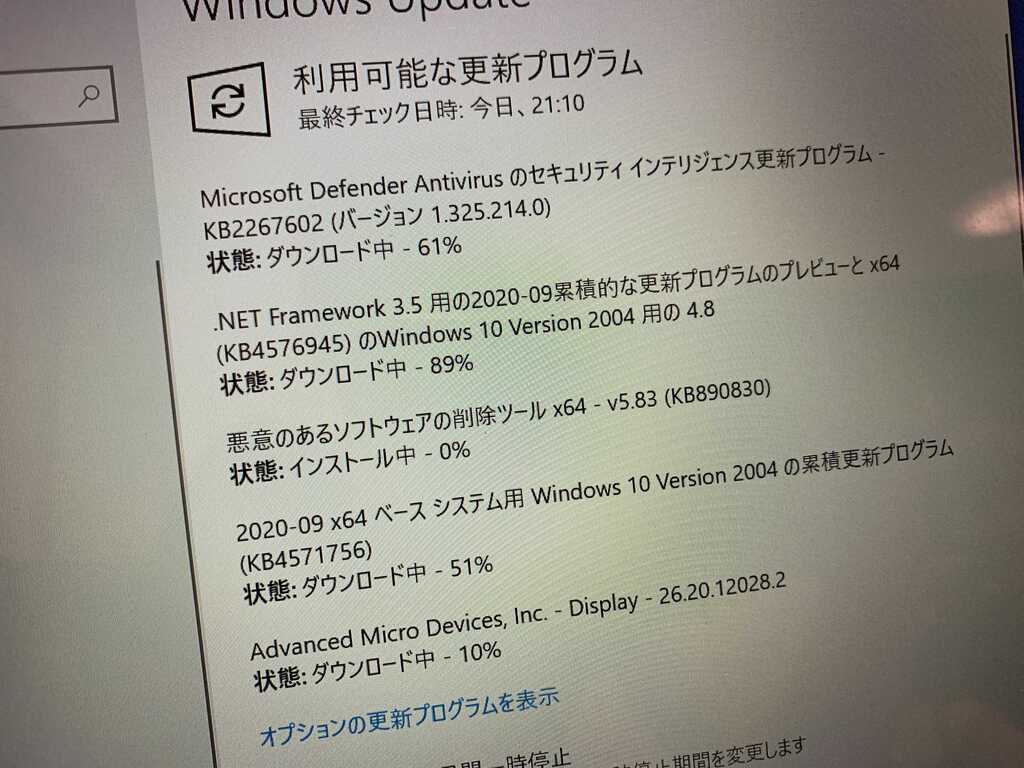 Windows Update
利用可能な更新プログラム
最終チェック日時: 今日、21:10
Microsoft Defender Antivirus のセキュリティ インテリジェンス更新プログラム -
KB2267602 (バージョン 1.325.214.0)
状態: ダウンロード中 - 61%
.NET Framework 3.5 用の2020-09累積的な更新プログラムのプレビューと x64
(KB4576945) のWindows 10 Version 2004 用の 4.8
状態: ダウンロード中 - 89%
悪意のあるソフトウェアの削除ツール x64 - v5.83 (KB890830)
状態: インストール中 - 0%
2020-09 x64 ベース システム用 Windows 10 Version 2004 の累積更新プログラム
(KB4571756)
状態: ダウンロード中 - 51%
Advanced Micro Devices, Inc. - Display - 26.20.12028.2
状態: ダウンロード中 - 10%
オプションの更新プログラムを表示
一時停止
停止期間を変更します